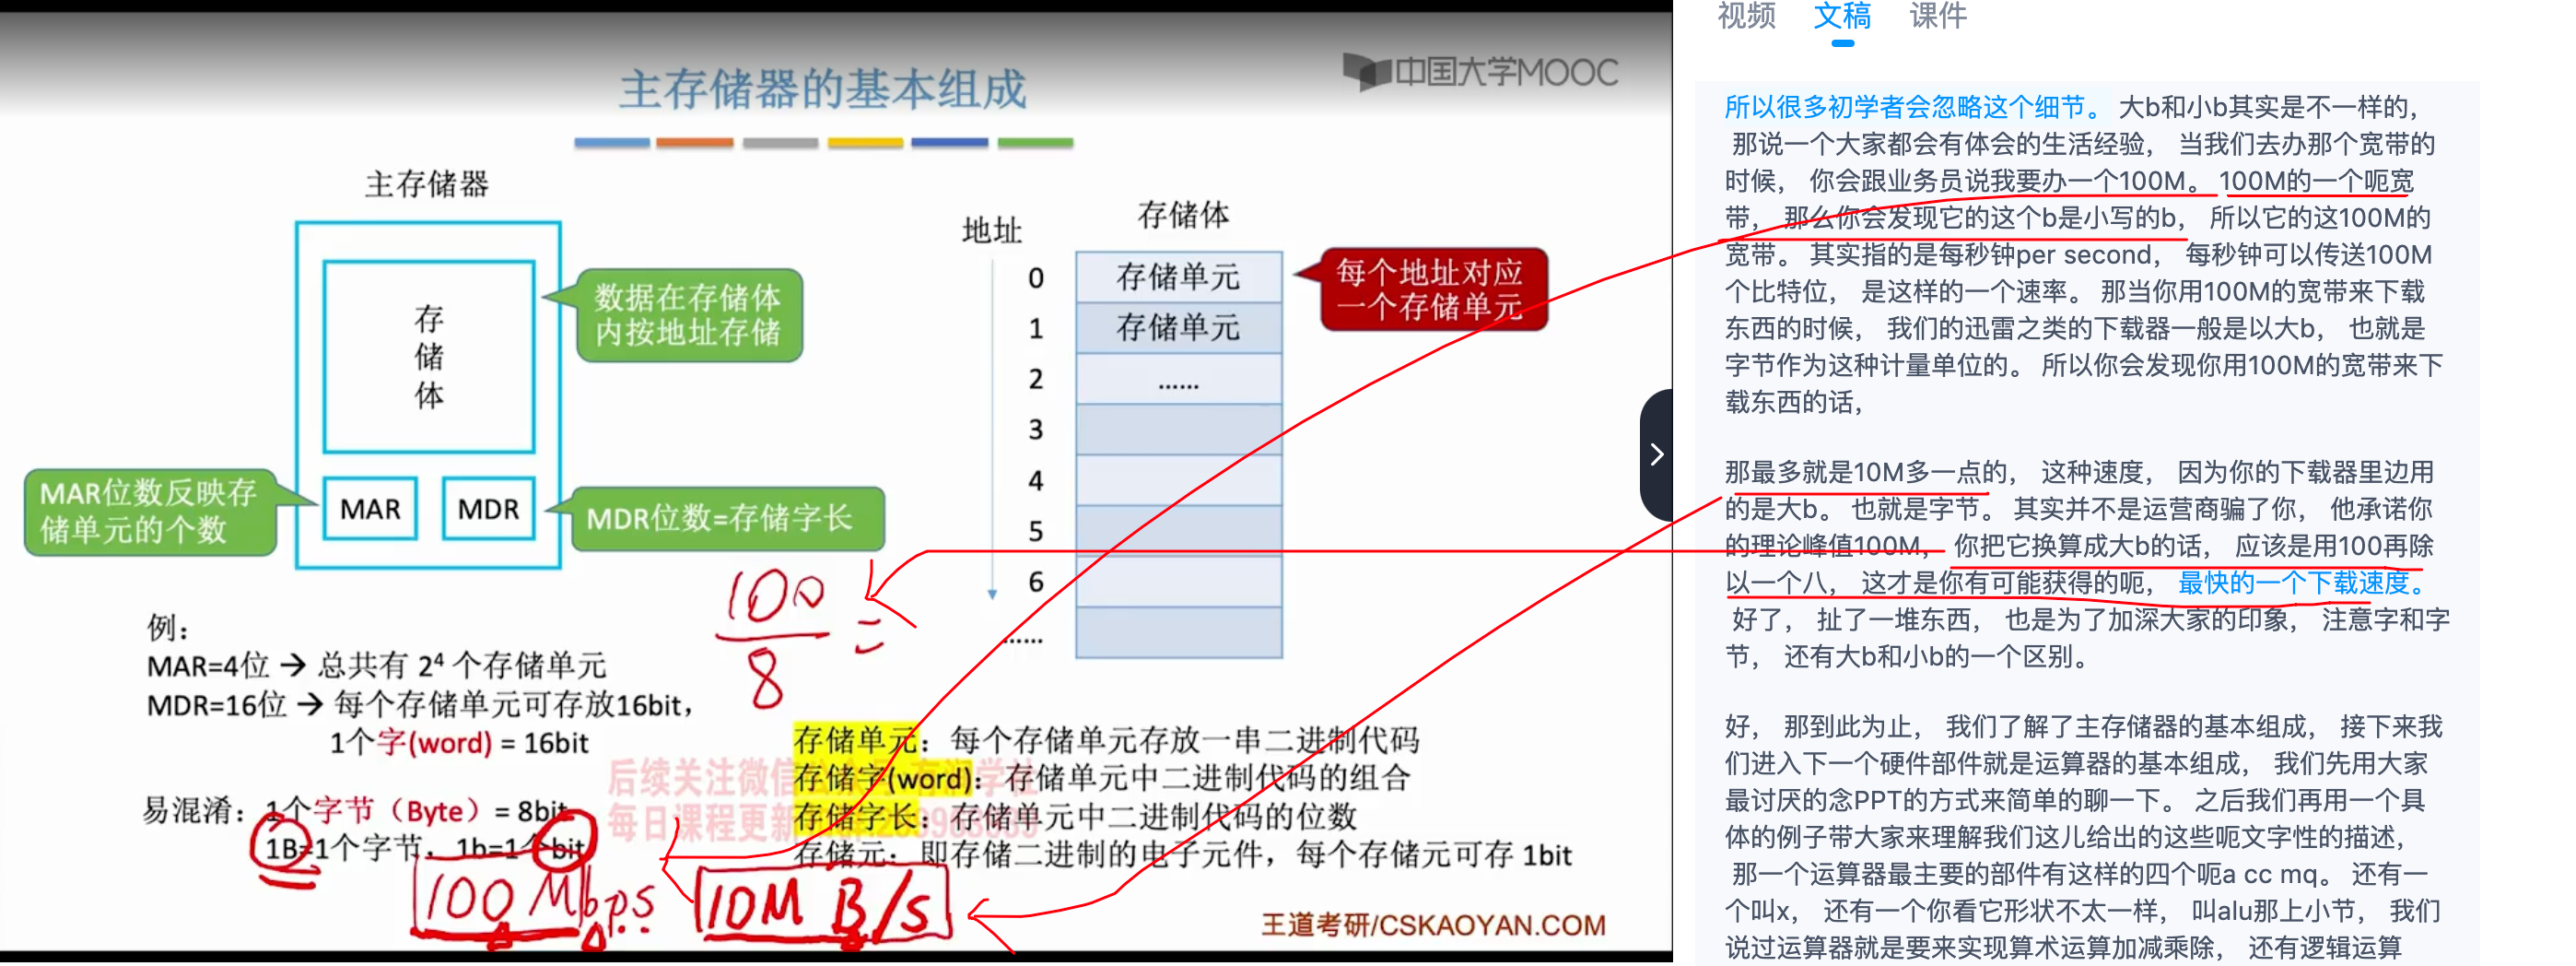 主存储器的基本组成
中国大学MOOC
主存储器
存
储
体
MAR
MDR
数据在存储体
内按地址存储
MAR位数反映存
储单元的个数
MDR位数=存储字长
地址
存储体
0
存储单元
1
存储单元
2
......
3
4
5
6
......
每个地址对应
一个存储单元
100
8
=
例：
MAR=4位 → 总共有 2⁴ 个存储单元
MDR=16位 → 每个存储单元可存放16bit，
1个字(word) = 16bit
易混淆：1个字节（Byte）= 8bit
1B=1个字节，1b=1个bit
100 Mbps
10M B/s
存储单元：每个存储单元存放一串二进制代码
存储字(word)：存储单元中二进制代码的组合
存储字长：存储单元中二进制代码的位数
存储元：即存储二进制的电子元件，每个存储元可存 1bit
后续关注微信
每日课程更新
王道考研/CSKAOYAN.COM
视频 文稿 课件
所以很多初学者会忽略这个细节。 大b和小b其实是不一样的，
那说一个大家都会有体会的生活经验， 当我们去办那个宽带的
时候， 你会跟业务员说我要办一个100M。 100M的一个呃宽
带， 那么你会发现它的这个b是小写的b， 所以它的这100M的
宽带。 其实指的是每秒钟per second， 每秒钟可以传送100M
个比特位， 是这样的一个速率。 那当你用100M的宽带来下载
东西的时候， 我们的迅雷之类的下载器一般是以大b， 也就是
字节作为这种计量单位的。 所以你会发现你用100M的宽带来下
载东西的话，
那最多就是10M多一点的， 这种速度， 因为你的下载器里边用
的是大b。 也就是字节。 其实并不是运营商骗了你， 他承诺你
的理论峰值100M， 你把它换算成大b的话， 应该是用100再除
以一个八， 这才是你有可能获得的呃， 最快的一个下载速度。
好了， 扯了一堆东西， 也是为了加深大家的印象， 注意字和字
节， 还有大b和小b的一个区别。
好， 那到此为止， 我们了解了主存储器的基本组成， 接下来我
们进入下一个硬件部件就是运算器的基本组成， 我们先用大家
最讨厌的念PPT的方式来简单的聊一下。 之后我们再用一个具
体的例子带大家来理解我们这儿给出的这些呃文字性的描述，
那一个运算器最主要的部件有这样的四个呃a cc mq。 还有一
个叫x， 还有一个你看它形状不太一样， 叫alu那上小节， 我们
说过运算器就是要来实现算术运算加减乘除， 还有逻辑运算